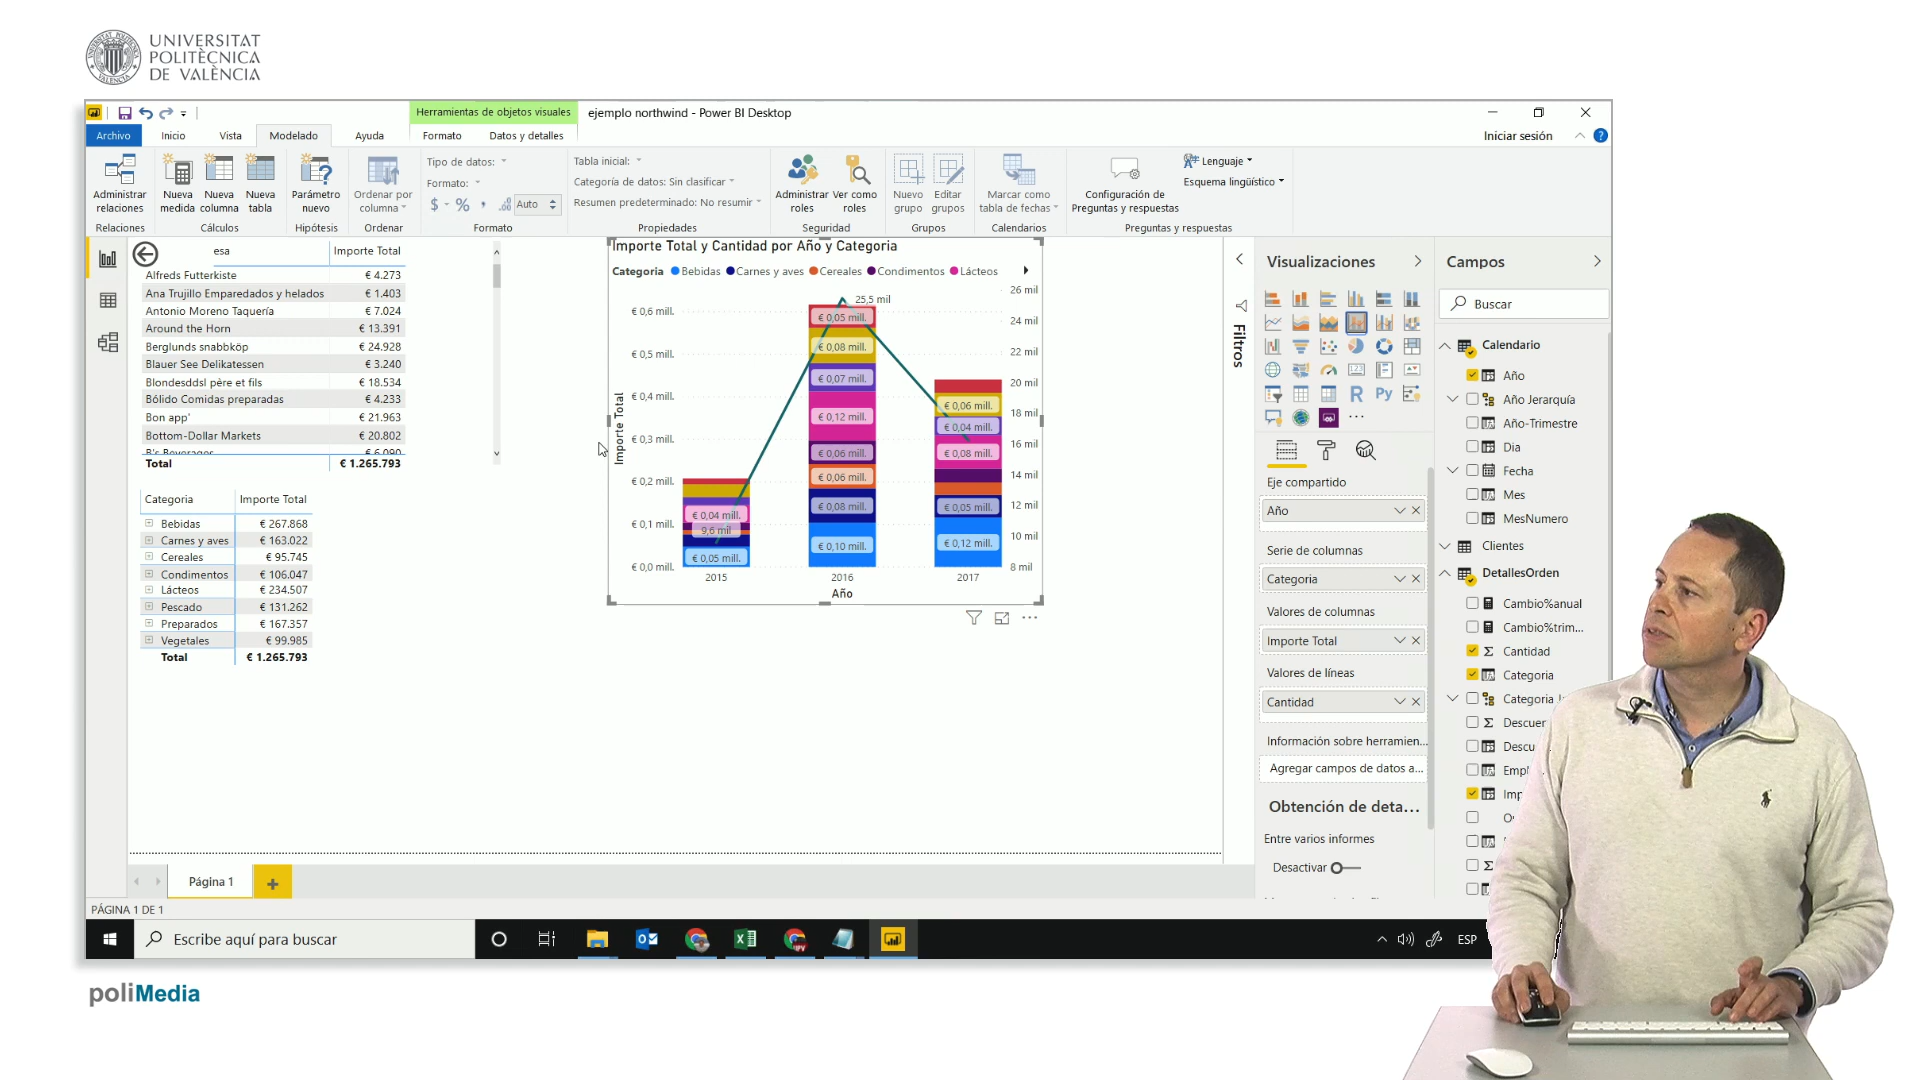 UNIVERSITAT
POLITÈCNICA
DE VALÈNCIA
Herramientas de objetos visuales
ejemplo northwind - Power BI Desktop
Archivo
Inicio
Vista
Modelado
Ayuda
Formato
Datos y detalles
Iniciar sesión
Administrar
relaciones
Relaciones
Nueva
medida
Nueva
columna
Nueva
tabla
Cálculos
Parámetro
nuevo
Hipótesis
Ordenar por
columna
Ordenar
Tipo de datos:
Formato:
$ % Auto
Formato
Tabla inicial:
Categoría de datos: Sin clasificar
Resumen predeterminado: No resumir
Propiedades
Administrar
roles
Ver como
roles
Seguridad
Nuevo
grupo
Editar
grupos
Grupos
Marcar como
tabla de fechas
Calendarios
Configuración de
Preguntas y respuestas
Lenguaje
Esquema lingüístico
Preguntas y respuestas
esa Importe Total
Alfreds Futterkiste € 4.273
Ana Trujillo Emparedados y helados € 1.403
Antonio Moreno Taquería € 7.024
Around the Horn € 13.391
Berglunds snabbköp € 24.928
Blauer See Delikatessen € 3.240
Blondesddsl père et fils € 18.534
Bólido Comidas preparadas € 4.233
Bon app' € 21.963
Bottom-Dollar Markets € 20.802
B's Beverages € 6.090
Total € 1.265.793
Categoria Importe Total
Bebidas € 267.868
Carnes y aves € 163.022
Cereales € 95.745
Condimentos € 106.047
Lácteos € 234.507
Pescado € 131.262
Preparados € 167.357
Vegetales € 99.985
Total € 1.265.793
Importe Total y Cantidad por Año y Categoria
Categoria Bebidas Carnes y aves Cereales Condimentos Lácteos
Importe Total
€ 0,6 mill.
€ 0,5 mill.
€ 0,4 mill.
€ 0,3 mill.
€ 0,2 mill.
€ 0,1 mill.
€ 0,0 mill.
€ 0,04 mill.
9,6 mil
€ 0,05 mill.
25,5 mil
€ 0,05 mill.
€ 0,08 mill.
€ 0,07 mill.
€ 0,12 mill.
€ 0,06 mill.
€ 0,06 mill.
€ 0,08 mill.
€ 0,10 mill.
€ 0,06 mill.
€ 0,04 mill.
€ 0,08 mill.
€ 0,05 mill.
€ 0,12 mill.
26 mil
24 mil
22 mil
20 mil
18 mil
16 mil
14 mil
12 mil
10 mil
8 mil
2015 2016 2017
Año
Filtros
Visualizaciones
R Py
Eje compartido
Año
Serie de columnas
Categoria
Valores de columnas
Importe Total
Valores de líneas
Cantidad
Información sobre herramien...
Agregar campos de datos a...
Obtención de deta...
Entre varios informes
Desactivar
Campos
Buscar
Calendario
Año
Año Jerarquía
Año-Trimestre
Dia
Fecha
Mes
MesNumero
Clientes
DetallesOrden
Cambio%anual
Cambio%trim...
Cantidad
Categoria
Categoria
Descuer
Descu
Empl
Imp
Página 1
PÁGINA 1 DE 1
Escribe aquí para buscar
ESP
poliMedia